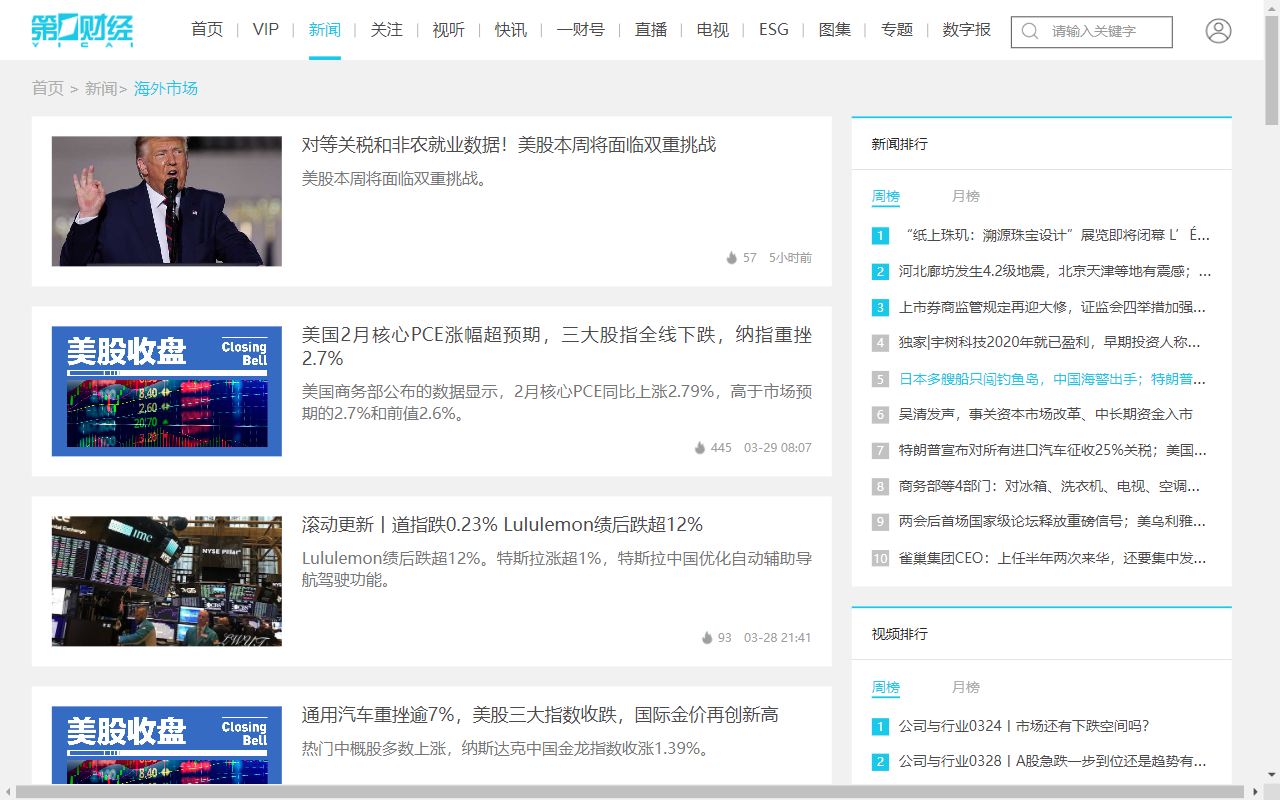 第一财经
YICAI
首页 | VIP | 新闻 | 关注 | 视听 | 快讯 | 一财号 | 直播 | 电视 | ESG | 图集 | 专题 | 数字报
请输入关键字
首页 > 新闻> 海外市场
对等关税和非农就业数据！美股本周将面临双重挑战
美股本周将面临双重挑战。
57 5小时前
美股收盘
Closing
Bell
8.40
2.60
20.70
美国2月核心PCE涨幅超预期，三大股指全线下跌，纳指重挫
2.7%
美国商务部公布的数据显示，2月核心PCE同比上涨2.79%，高于市场预
期的2.7%和前值2.6%。
445 03-29 08:07
imc
NYSE Pillar
滚动更新丨道指跌0.23% Lululemon绩后跌超12%
Lululemon绩后跌超12%。特斯拉涨超1%，特斯拉中国优化自动辅助导
航驾驶功能。
93 03-28 21:41
美股收盘
Closing
Bell
8.40
通用汽车重挫逾7%，美股三大指数收跌，国际金价再创新高
热门中概股多数上涨，纳斯达克中国金龙指数收涨1.39%。
新闻排行
周榜 月榜
1 “纸上珠玑：溯源珠宝设计”展览即将闭幕 L’É...
2 河北廊坊发生4.2级地震，北京天津等地有震感；...
3 上市券商监管规定再迎大修，证监会四举措加强...
4 独家|宇树科技2020年就已盈利，早期投资人称...
5 日本多艘船只闯钓鱼岛，中国海警出手；特朗普...
6 吴清发声，事关资本市场改革、中长期资金入市
7 特朗普宣布对所有进口汽车征收25%关税；美国...
8 商务部等4部门：对冰箱、洗衣机、电视、空调...
9 两会后首场国家级论坛释放重磅信号；美乌利雅...
10 雀巢集团CEO：上任半年两次来华，还要集中发...
视频排行
周榜 月榜
1 公司与行业0324丨市场还有下跌空间吗？
2 公司与行业0328丨A股急跌一步到位还是趋势有...